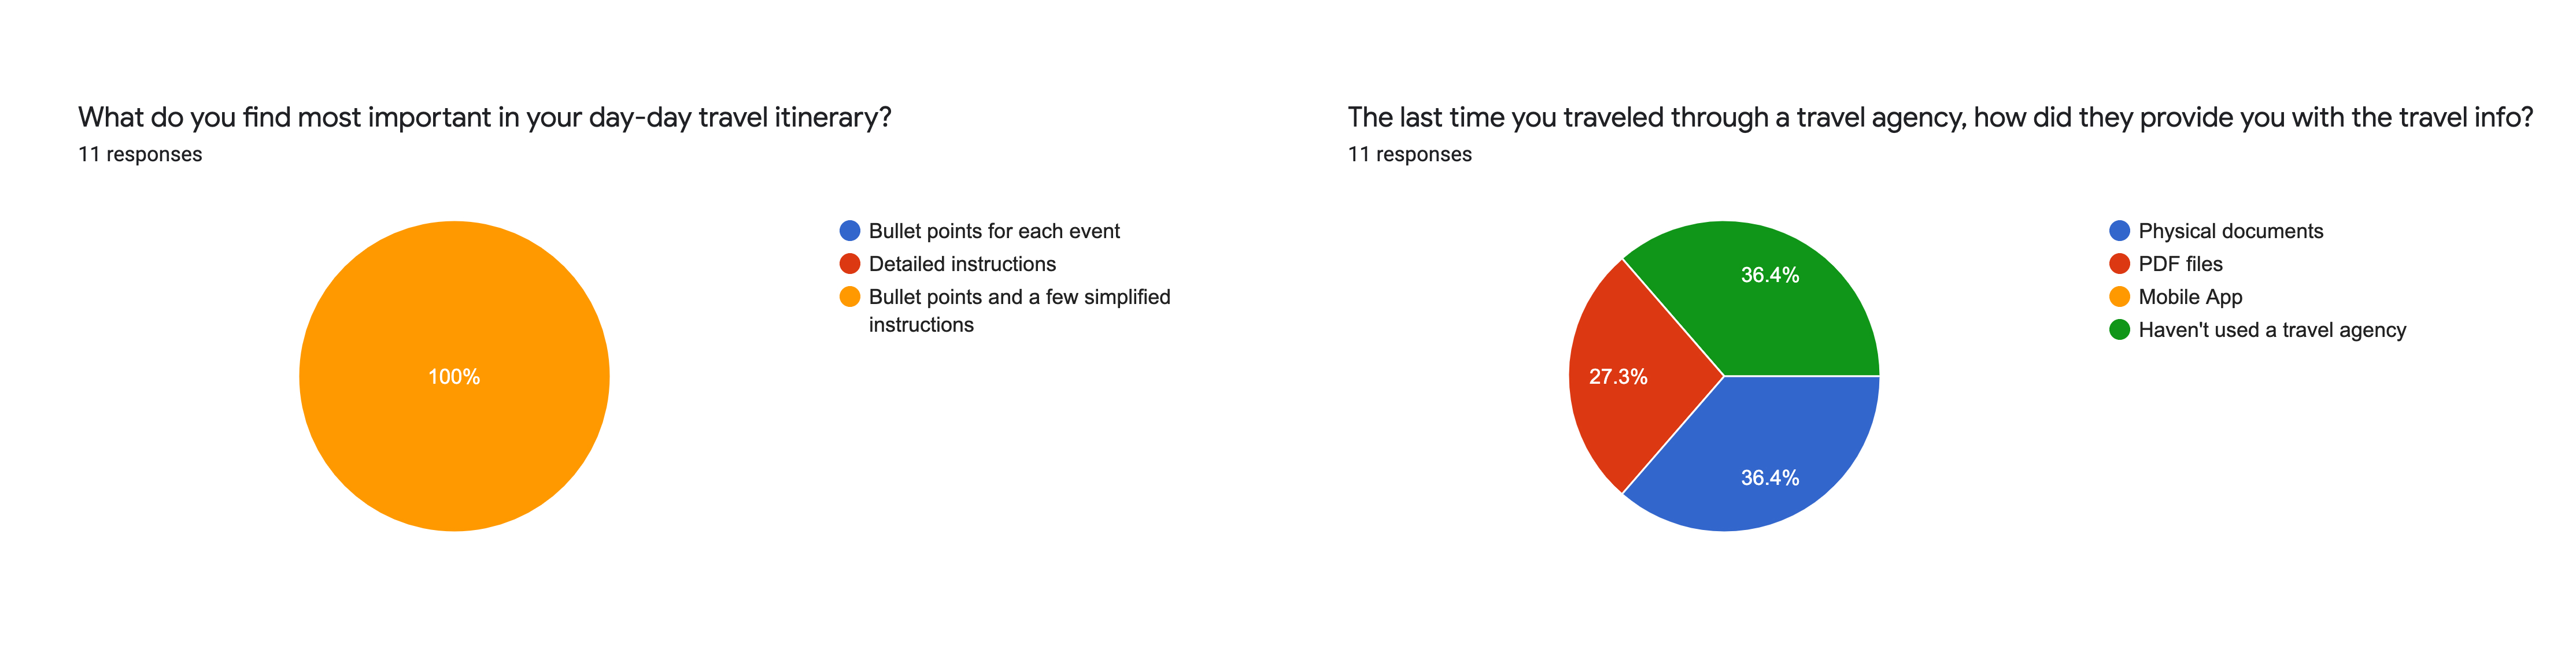 What do you find most important in your day-day travel itinerary?
11 responses
100%
Bullet points for each event
Detailed instructions
Bullet points and a few simplified
instructions
The last time you traveled through a travel agency, how did they provide you with the travel info?
11 responses
36.4%
27.3%
36.4%
Physical documents
PDF files
Mobile App
Haven't used a travel agency